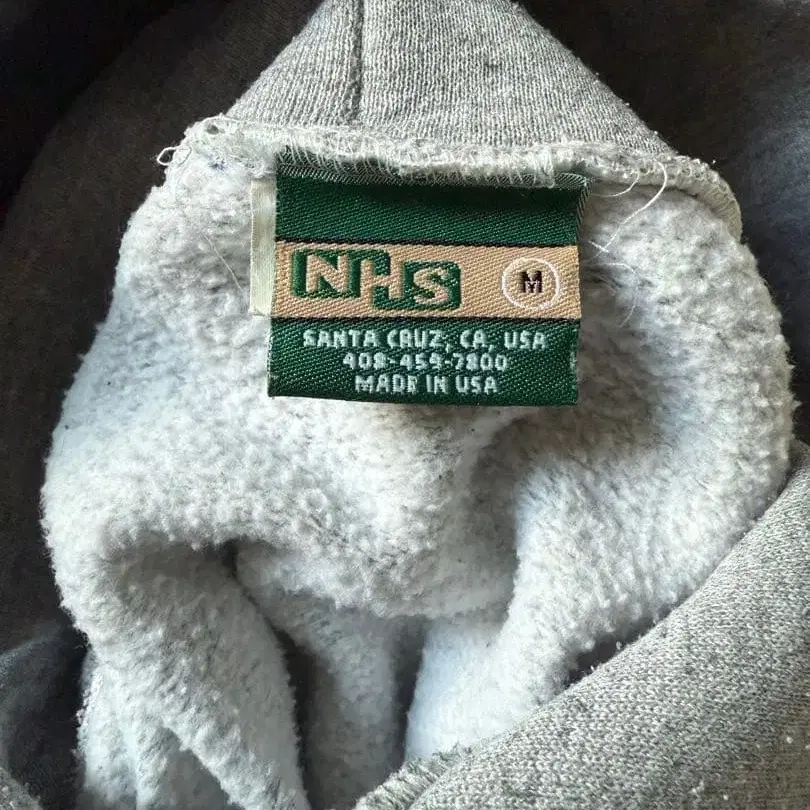 NHS M
SANTA CRUZ, CA, USA
408-459-7800
MADE IN USA